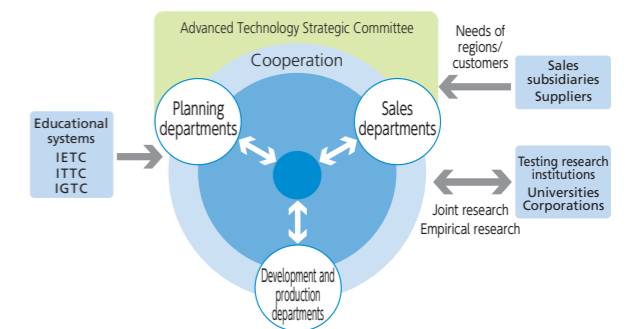 Advanced Technology Strategic Committee
Cooperation
Planning
departments
Sales
departments
Needs of
regions/
customers
Sales
subsidiaries
Suppliers
Educational
systems
IETC
ITTC
IGTC
Testing research
institutions
Universities
Corporations
Joint research
Empirical research
Development and
production
departments